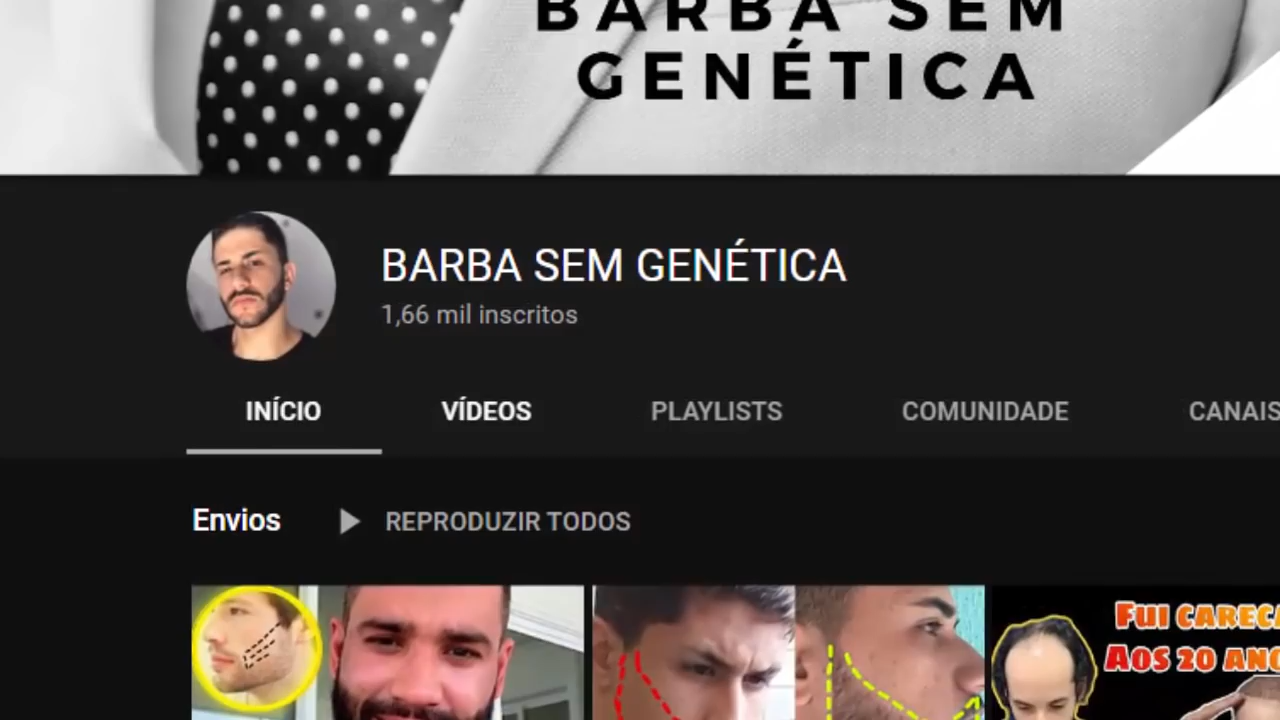 BARBA SEM
GENÉTICA
BARBA SEM GENÉTICA
1,66 mil inscritos
INÍCIO VÍDEOS PLAYLISTS COMUNIDADE CANAIS
Envios REPRODUZIR TODOS
FUI CARECA
AOS 20 ANO